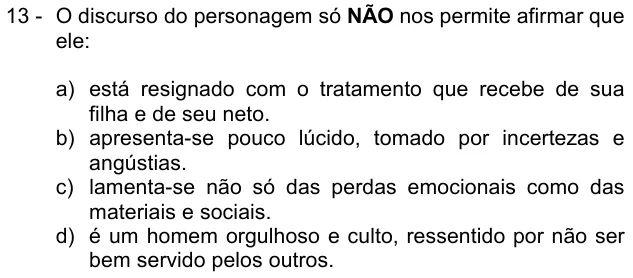 13 - O discurso do personagem só NÃO nos permite afirmar que
ele:
a) está resignado com o tratamento que recebe de sua
filha e de seu neto.
b) apresenta-se pouco lúcido, tomado por incertezas e
angústias.
c) lamenta-se não só das perdas emocionais como das
materiais e sociais.
d) é um homem orgulhoso e culto, ressentido por não ser
bem servido pelos outros.